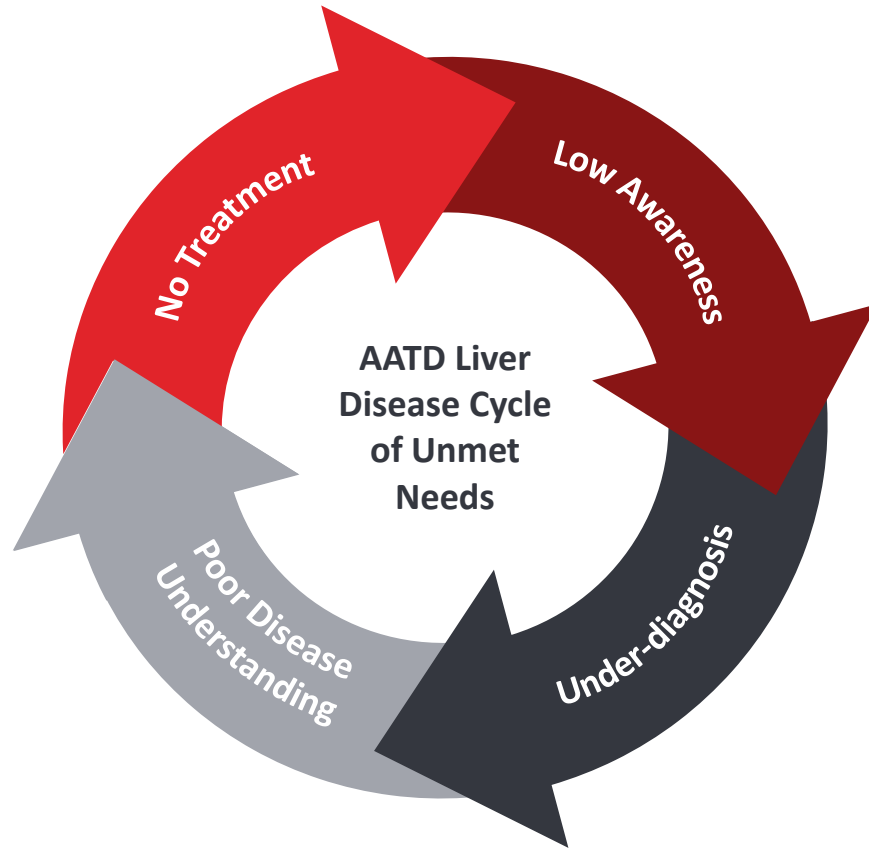 No Treatment
Low Awareness
AATD Liver
Disease Cycle
of Unmet
Needs
Under-diagnosis
Poor Disease
Understanding